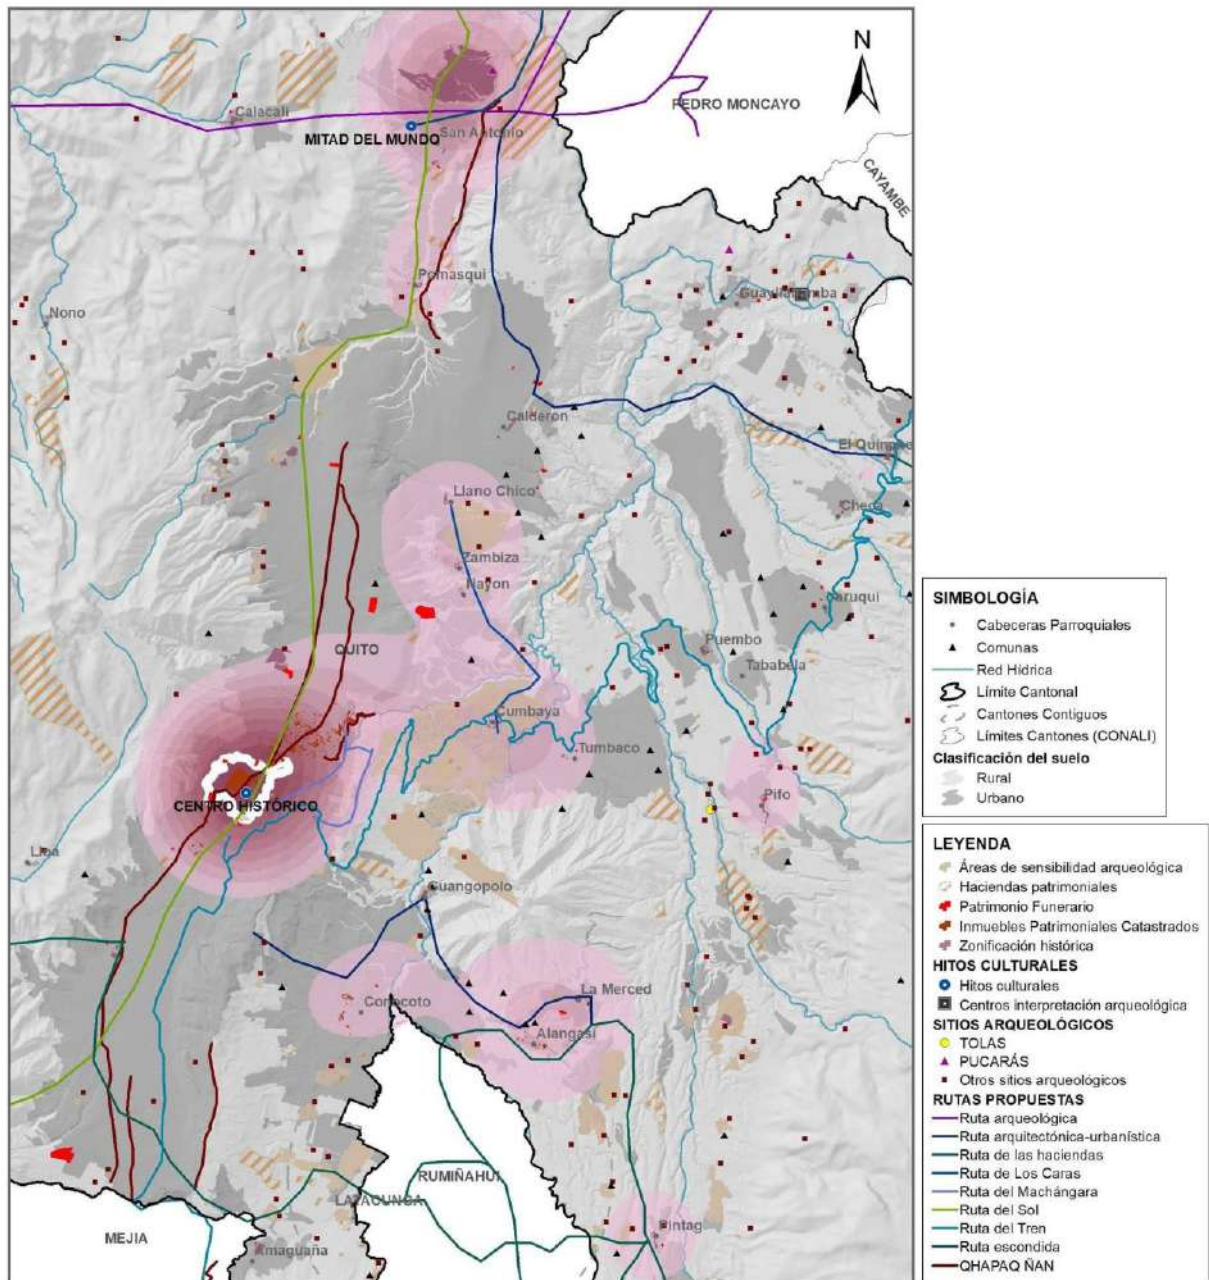 N
PEDRO MONCAYO
Calacali
MITAD DEL MUNDO
San Antonio
CAYAMBE
Pomasqui
Guayllabamba
Nono
Calderon
El Quinche
Checa
Llano Chico
Zambiza
Nayon
Yaruqui
QUITO
Puembo
Tababela
Cumbaya
Tumbaco
CENTRO HISTÓRICO
Pifo
Lloa
Guangopolo
La Merced
Conocoto
Alangasí
RUMIÑAHUI
LATACUNGA
MEJIA
Pintag
Amaguaña
SIMBOLOGÍA
Cabeceras Parroquiales
Comunas
Red Hídrica
Límite Cantonal
Cantones Contiguos
Límites Cantones (CONALI)
Clasificación del suelo
Rural
Urbano
LEYENDA
Áreas de sensibilidad arqueológica
Haciendas patrimoniales
Patrimonio Funerario
Inmuebles Patrimoniales Catastrados
Zonificación histórica
HITOS CULTURALES
Hitos culturales
Centros interpretación arqueológica
SITIOS ARQUEOLÓGICOS
TOLAS
PUCARÁS
Otros sitios arqueológicos
RUTAS PROPUESTAS
Ruta arqueológica
Ruta arquitectónica-urbanística
Ruta de las haciendas
Ruta de Los Caras
Ruta del Machángara
Ruta del Sol
Ruta del Tren
Ruta escondida
QHAPAQ ÑAN